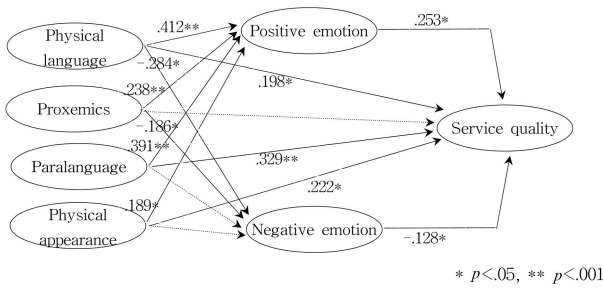 Physical
language
Proxemics
Paralanguage
Physical
appearance
Positive emotion
Negative emotion
Service quality
.412**
-.284*
.238**
-.186*
.391**
.189*
.198*
.329**
.222*
.253*
-.128*
* p<.05, ** p<.001